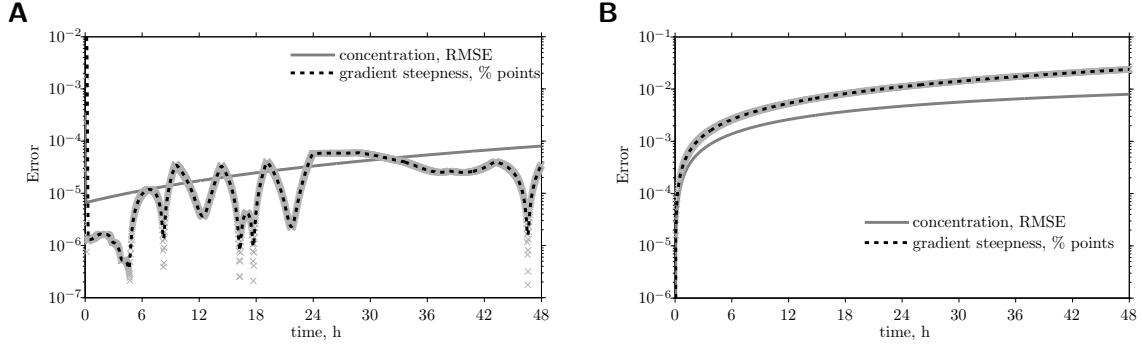 A
10⁻²
10⁻³
10⁻⁴
10⁻⁵
10⁻⁶
10⁻⁷
Error
concentration, RMSE
gradient steepness, % points
0 6 12 18 24 30 36 42 48
time, h
B
10⁻¹
10⁻²
10⁻³
10⁻⁴
10⁻⁵
10⁻⁶
Error
concentration, RMSE
gradient steepness, % points
0 6 12 18 24 30 36 42 48
time, h